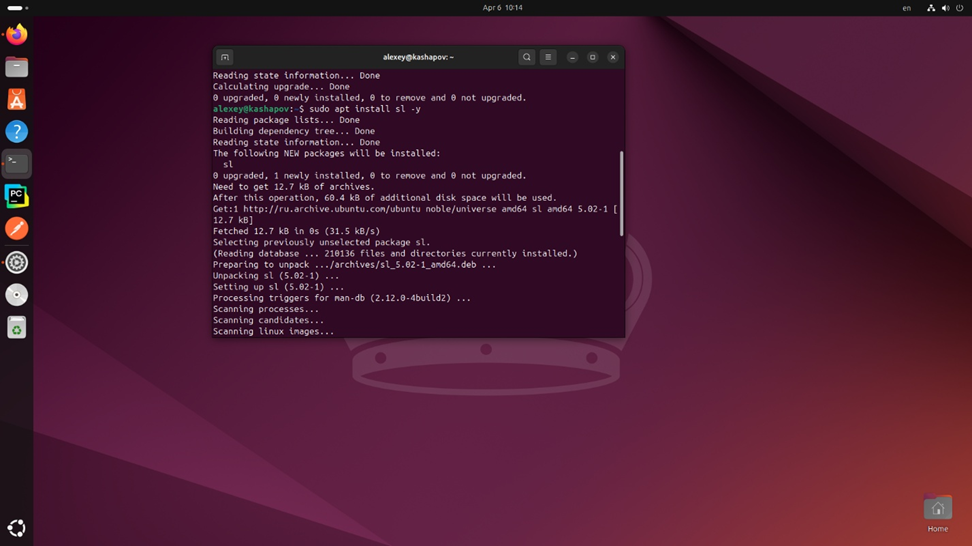 Apr 6 10:14
en
alexey@kashapov: ~
Reading state information... Done
Calculating upgrade... Done
0 upgraded, 0 newly installed, 0 to remove and 0 not upgraded.
alexey@kashapov:~$ sudo apt install sl -y
Reading package lists... Done
Building dependency tree... Done
Reading state information... Done
The following NEW packages will be installed:
  sl
0 upgraded, 1 newly installed, 0 to remove and 0 not upgraded.
Need to get 12.7 kB of archives.
After this operation, 60.4 kB of additional disk space will be used.
Get:1 http://ru.archive.ubuntu.com/ubuntu noble/universe amd64 sl amd64 5.02-1 [
12.7 kB]
Fetched 12.7 kB in 0s (31.5 kB/s)
Selecting previously unselected package sl.
(Reading database ... 210136 files and directories currently installed.)
Preparing to unpack .../archives/sl_5.02-1_amd64.deb ...
Unpacking sl (5.02-1) ...
Setting up sl (5.02-1) ...
Processing triggers for man-db (2.12.0-4build2) ...
Scanning processes...
Scanning candidates...
Scanning linux images...
PC
Home